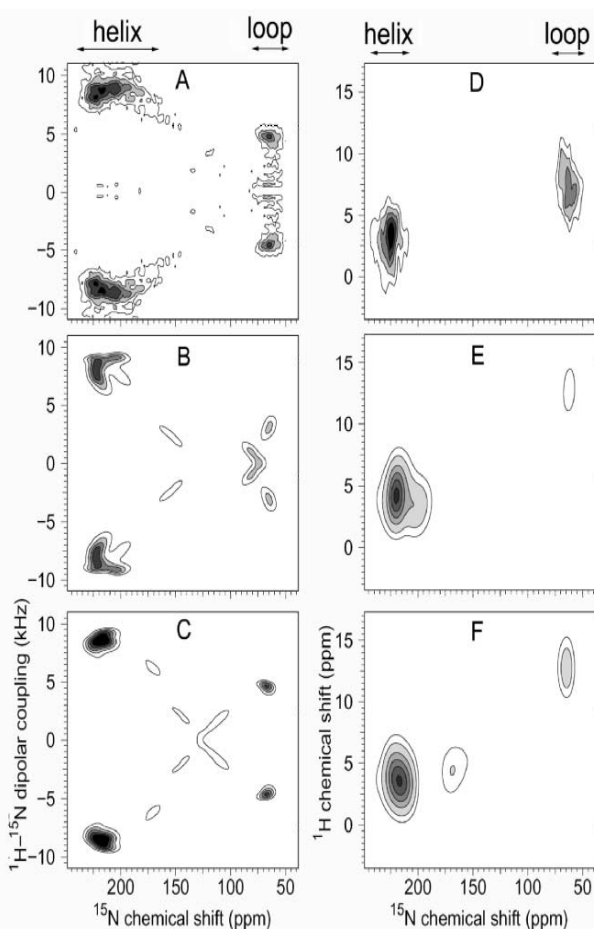 helix
loop
helix
loop
A
10
5
0
−5
−10
D
15
10
5
0
B
10
5
0
−5
−10
E
15
10
5
0
C
10
5
0
−5
−10
F
15
10
5
0
¹H–¹⁵N dipolar coupling (kHz)
¹H chemical shift (ppm)
200 150 100 50
200 150 100 50
¹⁵N chemical shift (ppm)
¹⁵N chemical shift (ppm)